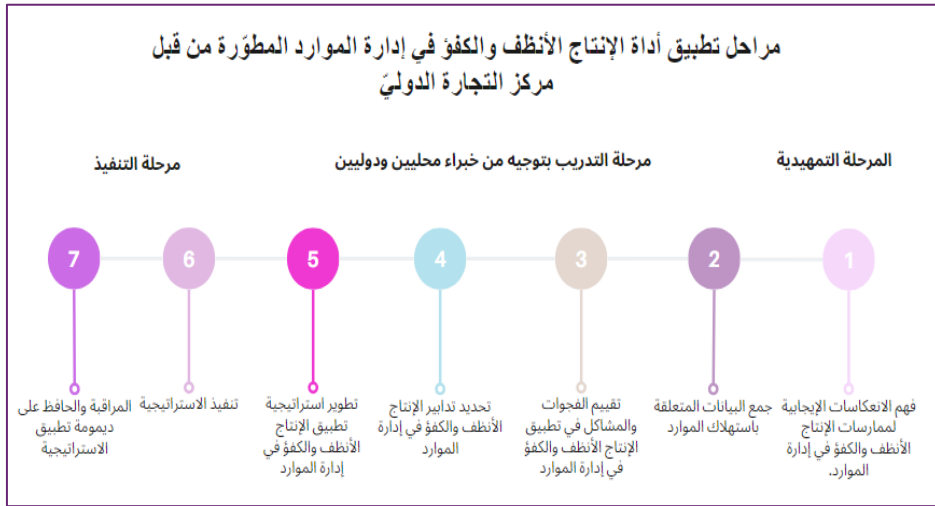 مراحل تطبيق أداة الإنتاج الأنظف والكفؤ في إدارة الموارد المطوّرة من قبل
مركز التجارة الدوليّ
المرحلة التمهيدية
مرحلة التدريب بتوجيه من خبراء محليين ودوليين
مرحلة التنفيذ
1
2
3
4
5
6
7
فهم الانعكاسات الإيجابية
لممارسات الإنتاج
الأنظف والكفؤ في إدارة
الموارد.
جمع البيانات المتعلقة
باستهلاك الموارد
تقييم الفجوات
والمشاكل في تطبيق
الإنتاج الأنظف والكفؤ
في إدارة الموارد
تحديد تدابير الإنتاج
الأنظف والكفؤ في إدارة
الموارد
تطوير استراتيجية
تطبيق الإنتاج
الأنظف والكفؤ في
إدارة الموارد
تنفيذ الاستراتيجية
المراقبة والحافظ على
ديمومة تطبيق
الاستراتيجية